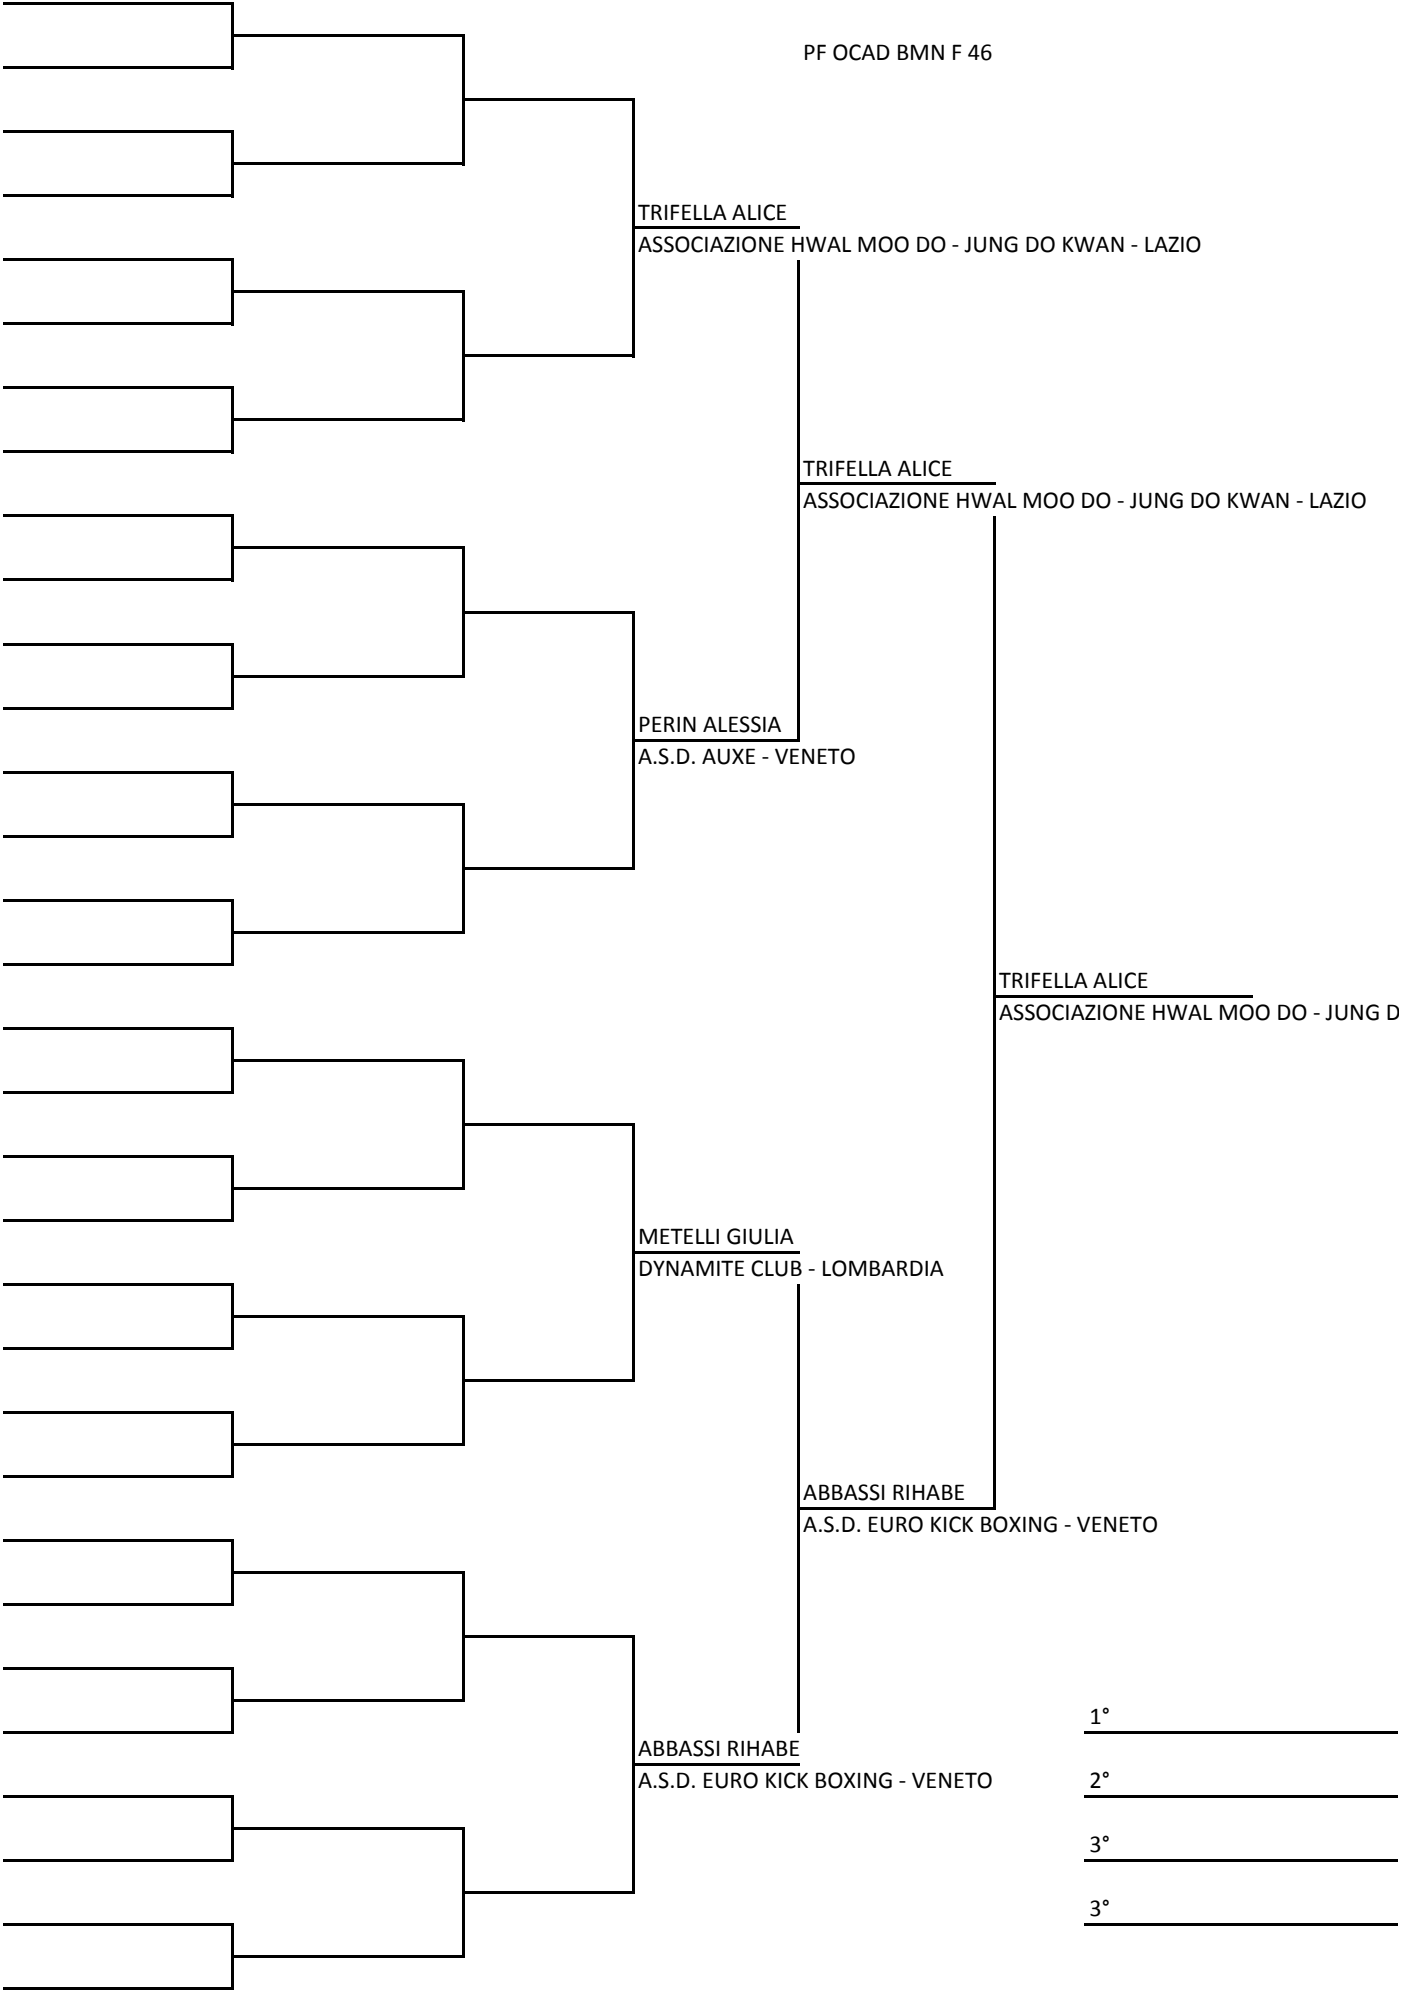 PF OCAD BMN F 46
TRIFELLA ALICE
ASSOCIAZIONE HWAL MOO DO - JUNG DO KWAN - LAZIO
TRIFELLA ALICE
ASSOCIAZIONE HWAL MOO DO - JUNG DO KWAN - LAZIO
PERIN ALESSIA
A.S.D. AUXE - VENETO
TRIFELLA ALICE
ASSOCIAZIONE HWAL MOO DO - JUNG D
METELLI GIULIA
DYNAMITE CLUB - LOMBARDIA
ABBASSI RIHABE
A.S.D. EURO KICK BOXING - VENETO
1°
ABBASSI RIHABE
A.S.D. EURO KICK BOXING - VENETO
2°
3°
3°